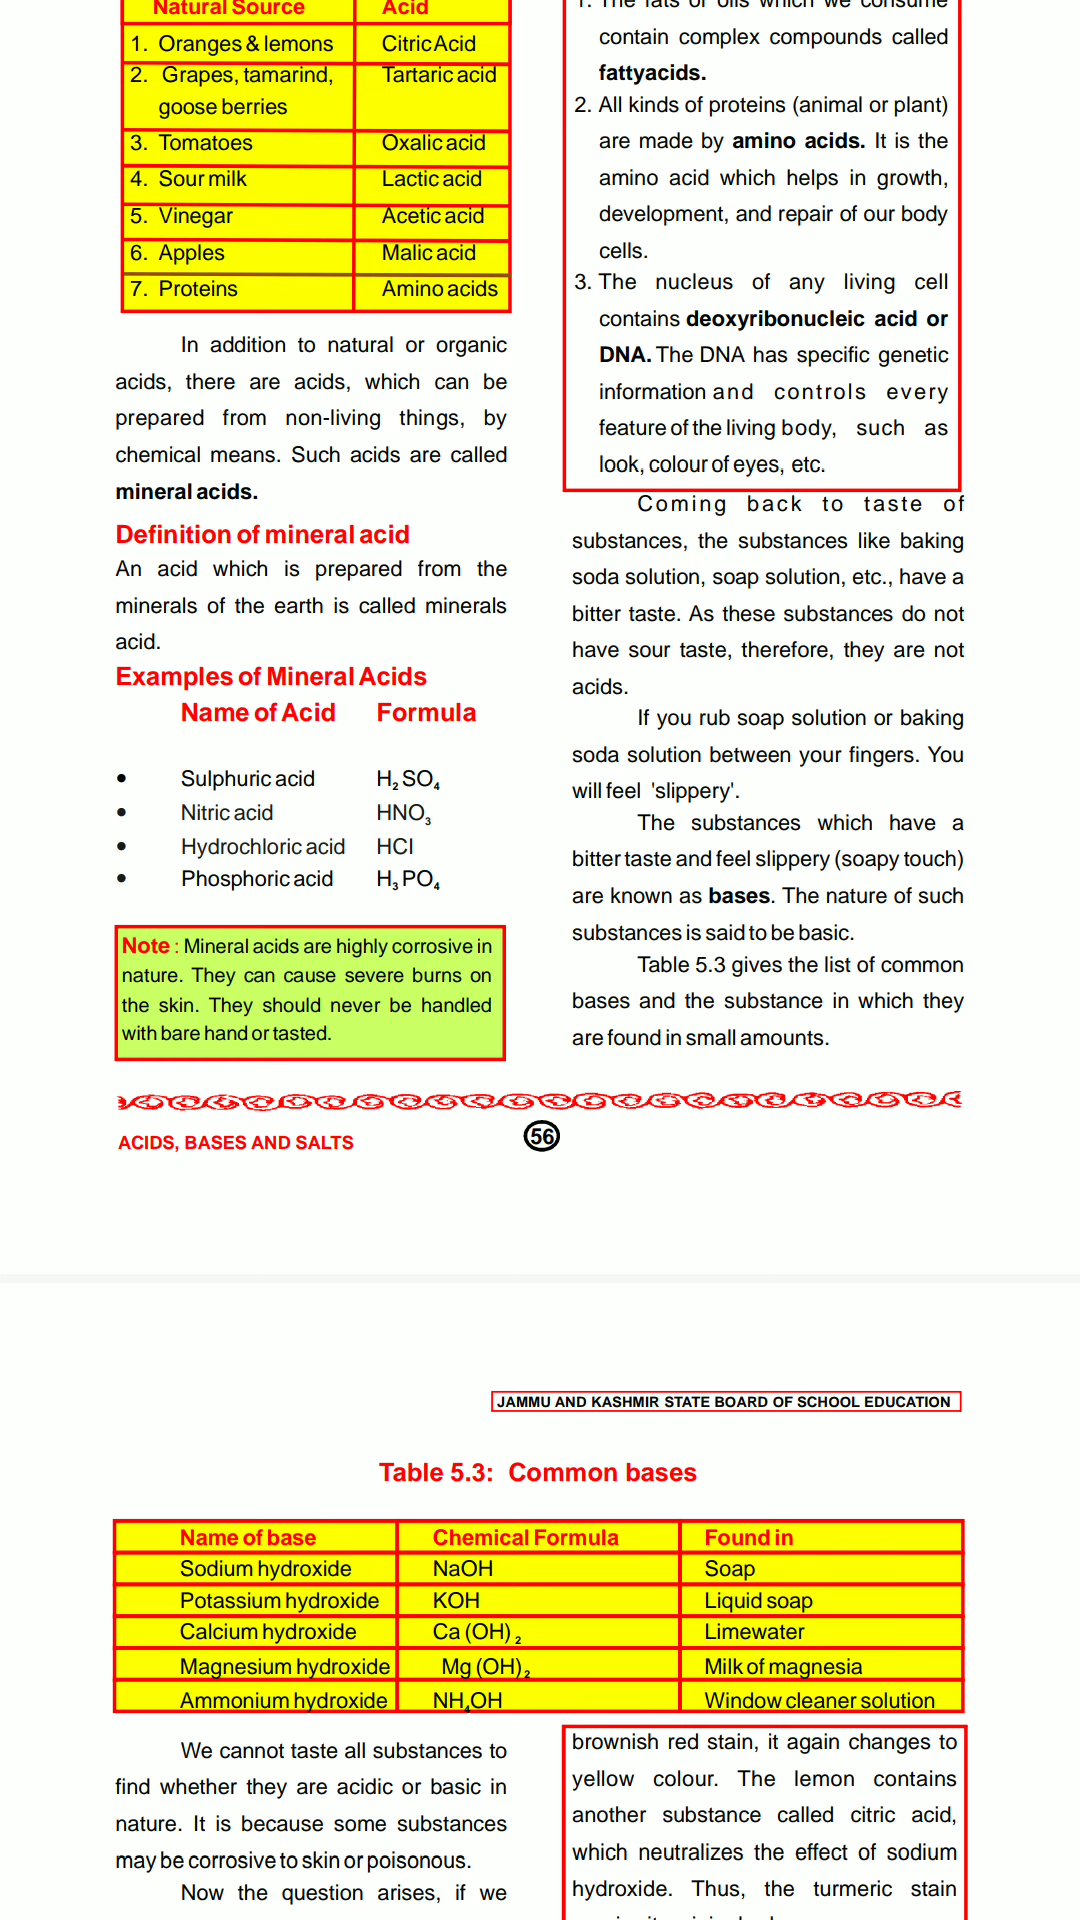 Natural Source Acid
1. Oranges & lemons Citric Acid
2. Grapes, tamarind, Tartaric acid
goose berries
3. Tomatoes Oxalic acid
4. Sour milk Lactic acid
5. Vinegar Acetic acid
6. Apples Malic acid
7. Proteins Amino acids
In addition to natural or organic
acids, there are acids, which can be
prepared from non-living things, by
chemical means. Such acids are called
mineral acids.
Definition of mineral acid
An acid which is prepared from the
minerals of the earth is called minerals
acid.
Examples of Mineral Acids
Name of Acid Formula
• Sulphuric acid H₂SO₄
• Nitric acid HNO₃
• Hydrochloric acid HCl
• Phosphoric acid H₃PO₄
Note : Mineral acids are highly corrosive in
nature. They can cause severe burns on
the skin. They should never be handled
with bare hand or tasted.
1. The fats or oils which we consume
contain complex compounds called
fattyacids.
2. All kinds of proteins (animal or plant)
are made by amino acids. It is the
amino acid which helps in growth,
development, and repair of our body
cells.
3. The nucleus of any living cell
contains deoxyribonucleic acid or
DNA. The DNA has specific genetic
information and controls every
feature of the living body, such as
look, colour of eyes, etc.
Coming back to taste of
substances, the substances like baking
soda solution, soap solution, etc., have a
bitter taste. As these substances do not
have sour taste, therefore, they are not
acids.
If you rub soap solution or baking
soda solution between your fingers. You
will feel 'slippery'.
The substances which have a
bitter taste and feel slippery (soapy touch)
are known as bases. The nature of such
substances is said to be basic.
Table 5.3 gives the list of common
bases and the substance in which they
are found in small amounts.
ACIDS, BASES AND SALTS 56
JAMMU AND KASHMIR STATE BOARD OF SCHOOL EDUCATION
Table 5.3: Common bases
Name of base Chemical Formula Found in
Sodium hydroxide NaOH Soap
Potassium hydroxide KOH Liquid soap
Calcium hydroxide Ca (OH)₂ Limewater
Magnesium hydroxide Mg (OH)₂ Milk of magnesia
Ammonium hydroxide NH₄OH Window cleaner solution
We cannot taste all substances to
find whether they are acidic or basic in
nature. It is because some substances
may be corrosive to skin or poisonous.
Now the question arises, if we
brownish red stain, it again changes to
yellow colour. The lemon contains
another substance called citric acid,
which neutralizes the effect of sodium
hydroxide. Thus, the turmeric stain